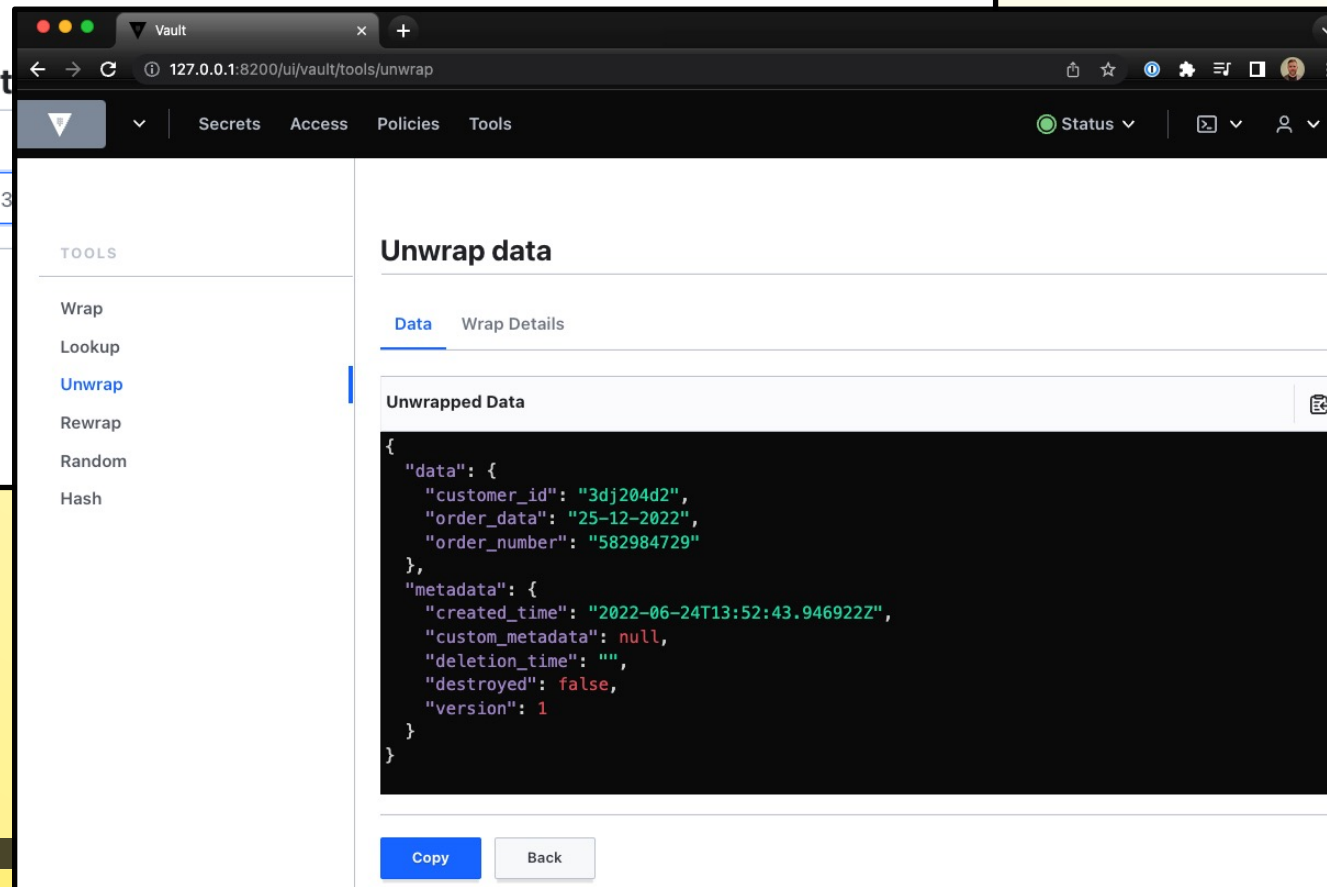 Vault
127.0.0.1:8200/ui/vault/tools/unwrap
Secrets Access Policies Tools Status
t
3
TOOLS
Wrap
Lookup
Unwrap
Rewrap
Random
Hash
Unwrap data
Data Wrap Details
Unwrapped Data
{
"data": {
"customer_id": "3dj204d2",
"order_data": "25-12-2022",
"order_number": "582984729"
},
"metadata": {
"created_time": "2022-06-24T13:52:43.946922Z",
"custom_metadata": null,
"deletion_time": "",
"destroyed": false,
"version": 1
}
}
Copy Back